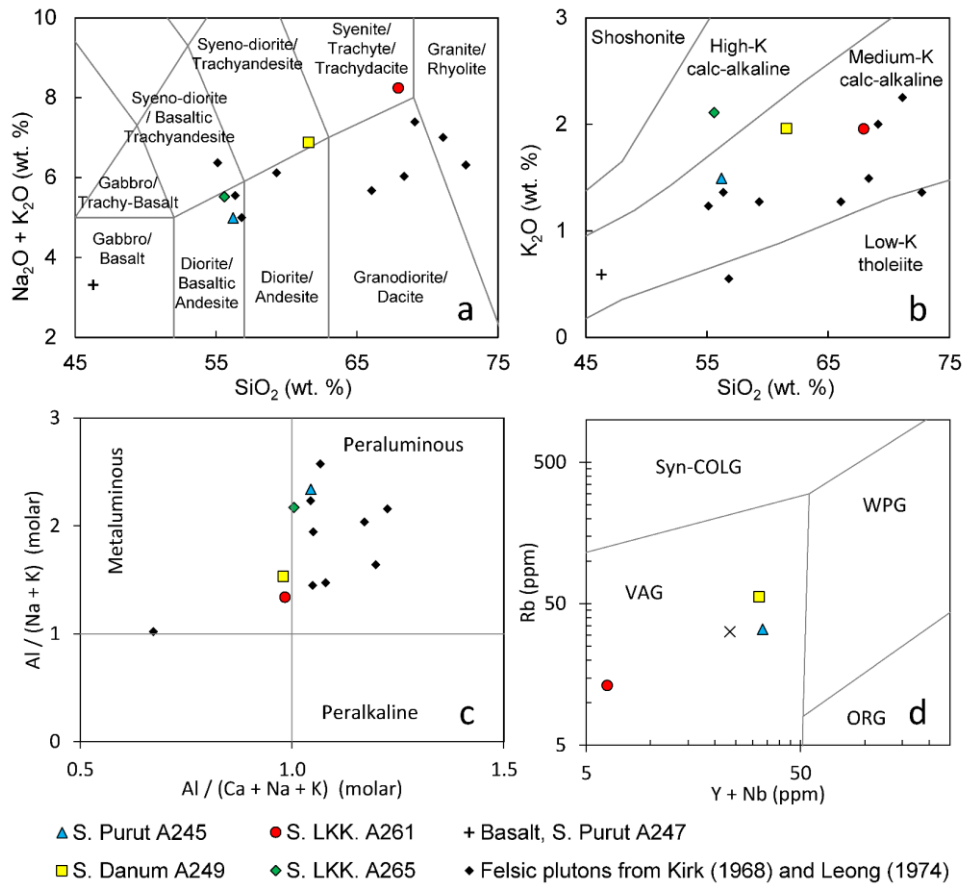 10
8
6
4
2
Na₂O + K₂O (wt. %)
Syeno-diorite/
Trachyandesite
Syenite/
Trachyte/
Trachydacite
Granite/
Rhyolite
Syeno-diorite
/ Basaltic
Trachyandesite
Gabbro/
Trachy-Basalt
Gabbro/
Basalt
Diorite/
Basaltic
Andesite
Diorite/
Andesite
Granodiorite/
Dacite
a
45
55
65
75
SiO₂ (wt. %)
3
2
1
0
K₂O (wt. %)
Shoshonite
High-K
calc-alkaline
Medium-K
calc-alkaline
Low-K
tholeiite
b
45
55
65
75
SiO₂ (wt. %)
3
2
1
0
Al / (Na + K) (molar)
Metaluminous
Peraluminous
Peralkaline
c
0.5
1.0
1.5
Al / (Ca + Na + K) (molar)
500
50
5
Rb (ppm)
Syn-COLG
WPG
VAG
ORG
d
5
50
Y + Nb (ppm)
S. Purut A245
S. LKK. A261
Basalt, S. Purut A247
S. Danum A249
S. LKK. A265
Felsic plutons from Kirk (1968) and Leong (1974)